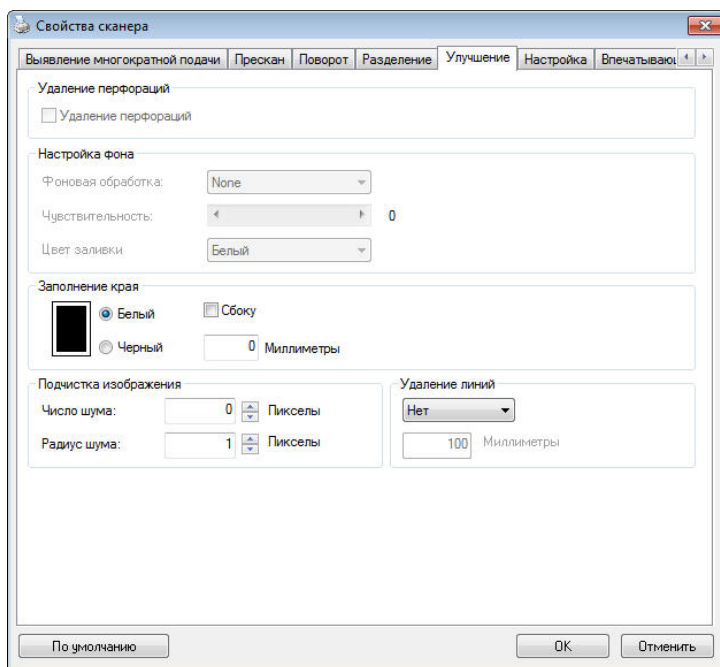 Свойства сканера
Выявление многократной подачи Прескан Поворот Разделение Улучшение Настройка
Удаление перфораций
Удаление перфораций
Настройка фона
Фоновая обработка: None
Чувствительность: 0
Цвет заливки Белый
Заполнение края
Белый Сбоку
Черный 0 Миллиметры
Подчистка изображения Удаление линий
Число шума: 0 Пикселы Нет
Радиус шума: 1 Пикселы 100 Миллиметры
По умолчанию OK Отменить